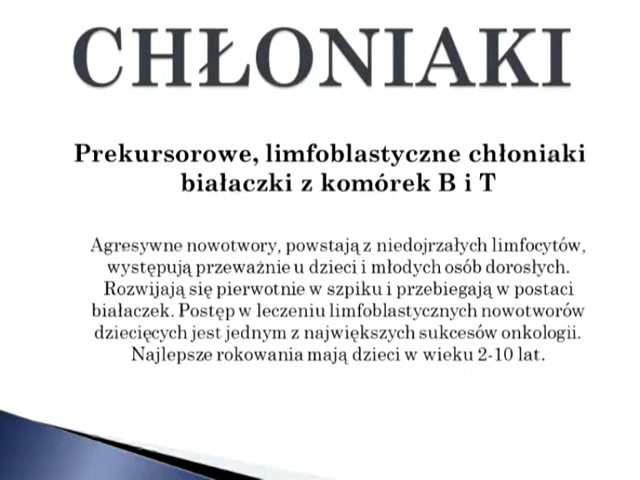 CHŁONIAKI
Prekursorowe, limfoblastyczne chłoniaki
białaczki z komórek B i T
Agresywne nowotwory, powstają z niedojrzałych limfocytów,
występują przeważnie u dzieci i młodych osób dorosłych.
Rozwijają się pierwotnie w szpiku i przebiegają w postaci
białaczek. Postęp w leczeniu limfoblastycznych nowotworów
dziecięcych jest jednym z największych sukcesów onkologii.
Najlepsze rokowania mają dzieci w wieku 2-10 lat.